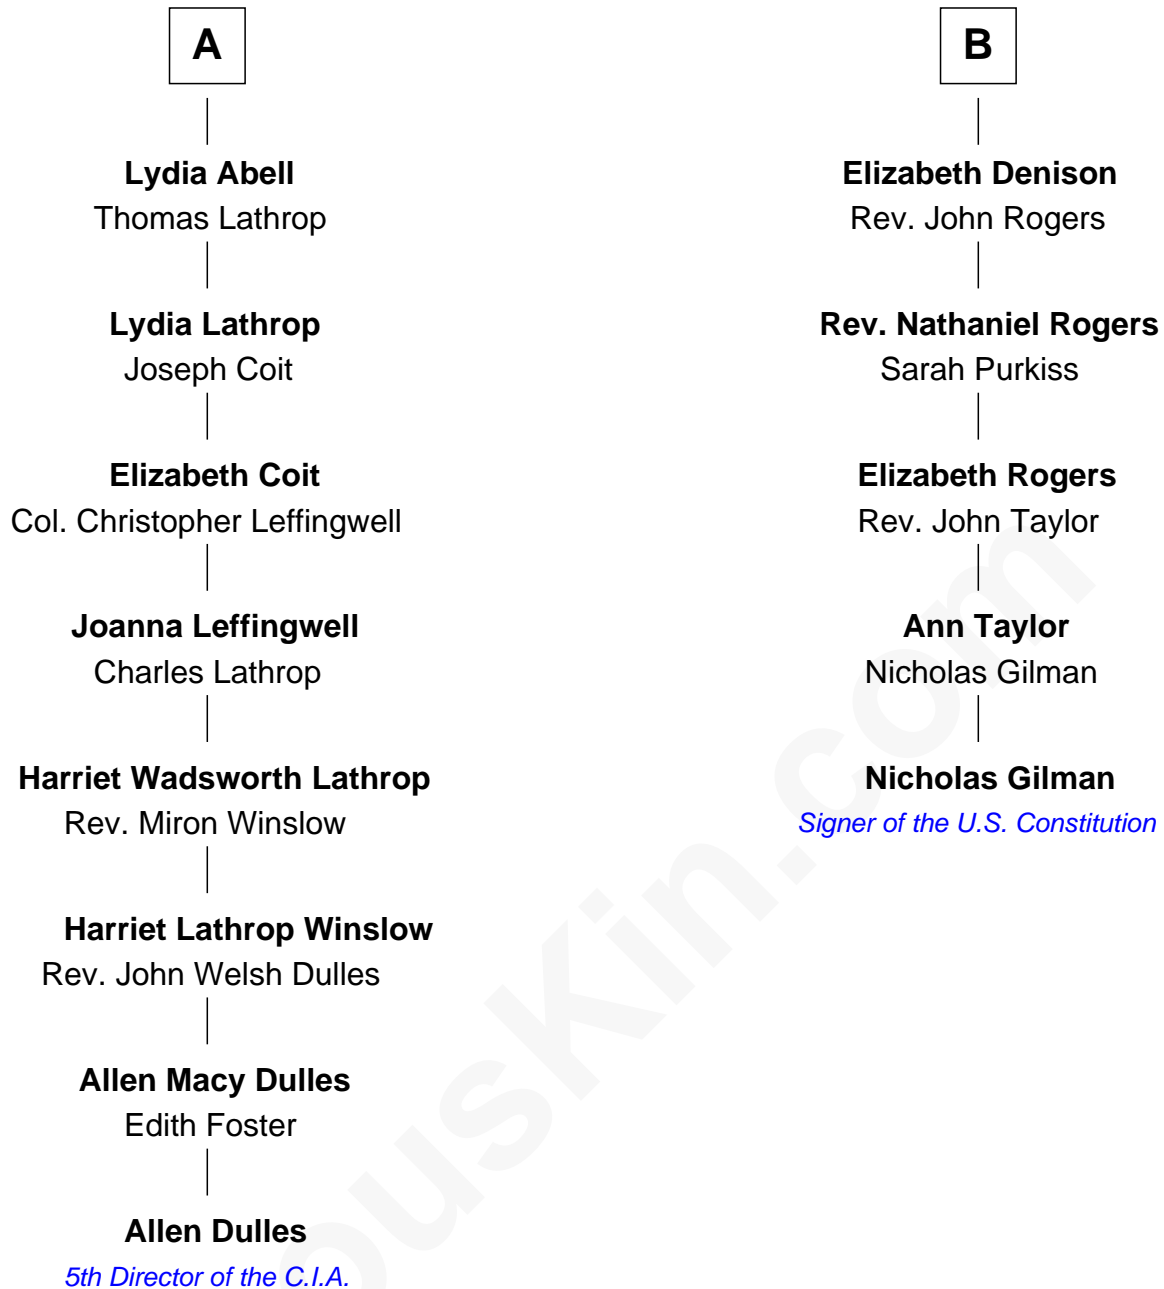 A
Lydia Abell
Thomas Lathrop
Lydia Lathrop
Joseph Coit
Elizabeth Coit
Col. Christopher Leffingwell
Joanna Leffingwell
Charles Lathrop
Harriet Wadsworth Lathrop
Rev. Miron Winslow
Harriet Lathrop Winslow
Rev. John Welsh Dulles
Allen Macy Dulles
Edith Foster
Allen Dulles
5th Director of the C.I.A.
B
Elizabeth Denison
Rev. John Rogers
Rev. Nathaniel Rogers
Sarah Purkiss
Elizabeth Rogers
Rev. John Taylor
Ann Taylor
Nicholas Gilman
Nicholas Gilman
Signer of the U.S. Constitution
ousKin.com